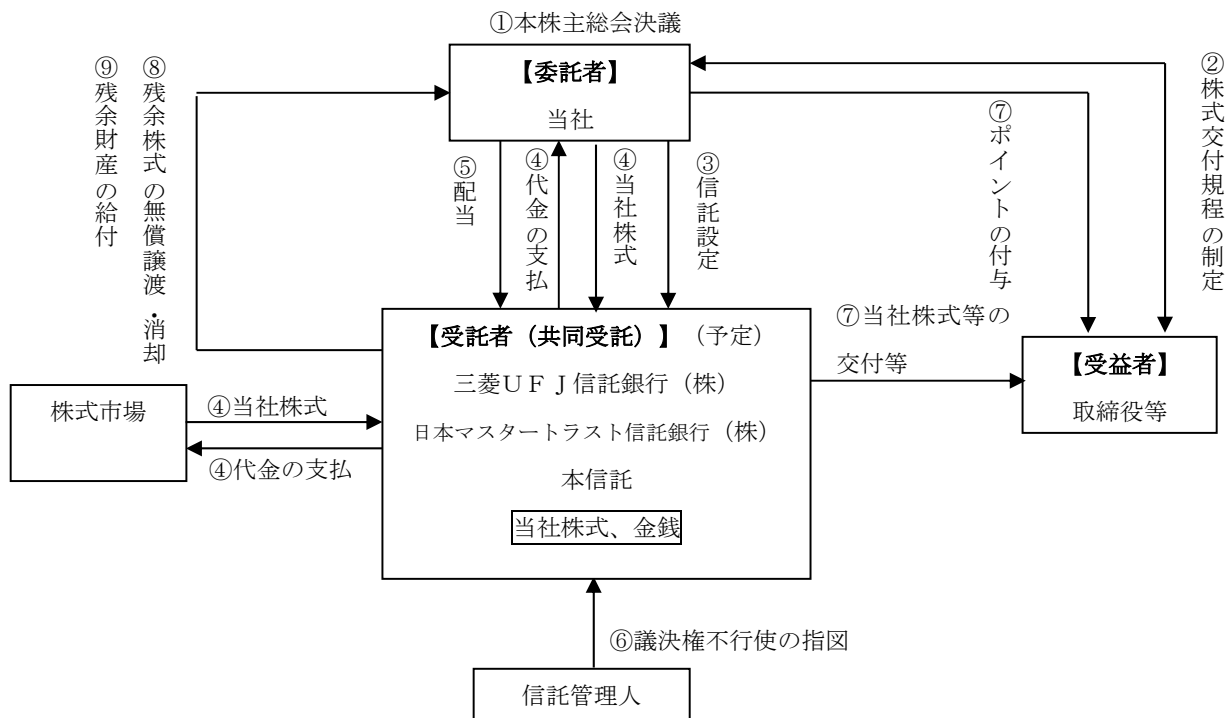 ①本株主総会決議
【委託者】
当社
⑨残余財産の給付
⑧残余株式の無償譲渡・消却
⑤配当
④代金の支払
④当社株式
③信託設定
⑦ポイントの付与
②株式交付規程の制定
【受託者（共同受託）】（予定）
三菱ＵＦＪ信託銀行（株）
日本マスタートラスト信託銀行（株）
本信託
当社株式、金銭
⑦当社株式等の
交付等
【受益者】
取締役等
株式市場
④当社株式
④代金の支払
⑥議決権不行使の指図
信託管理人